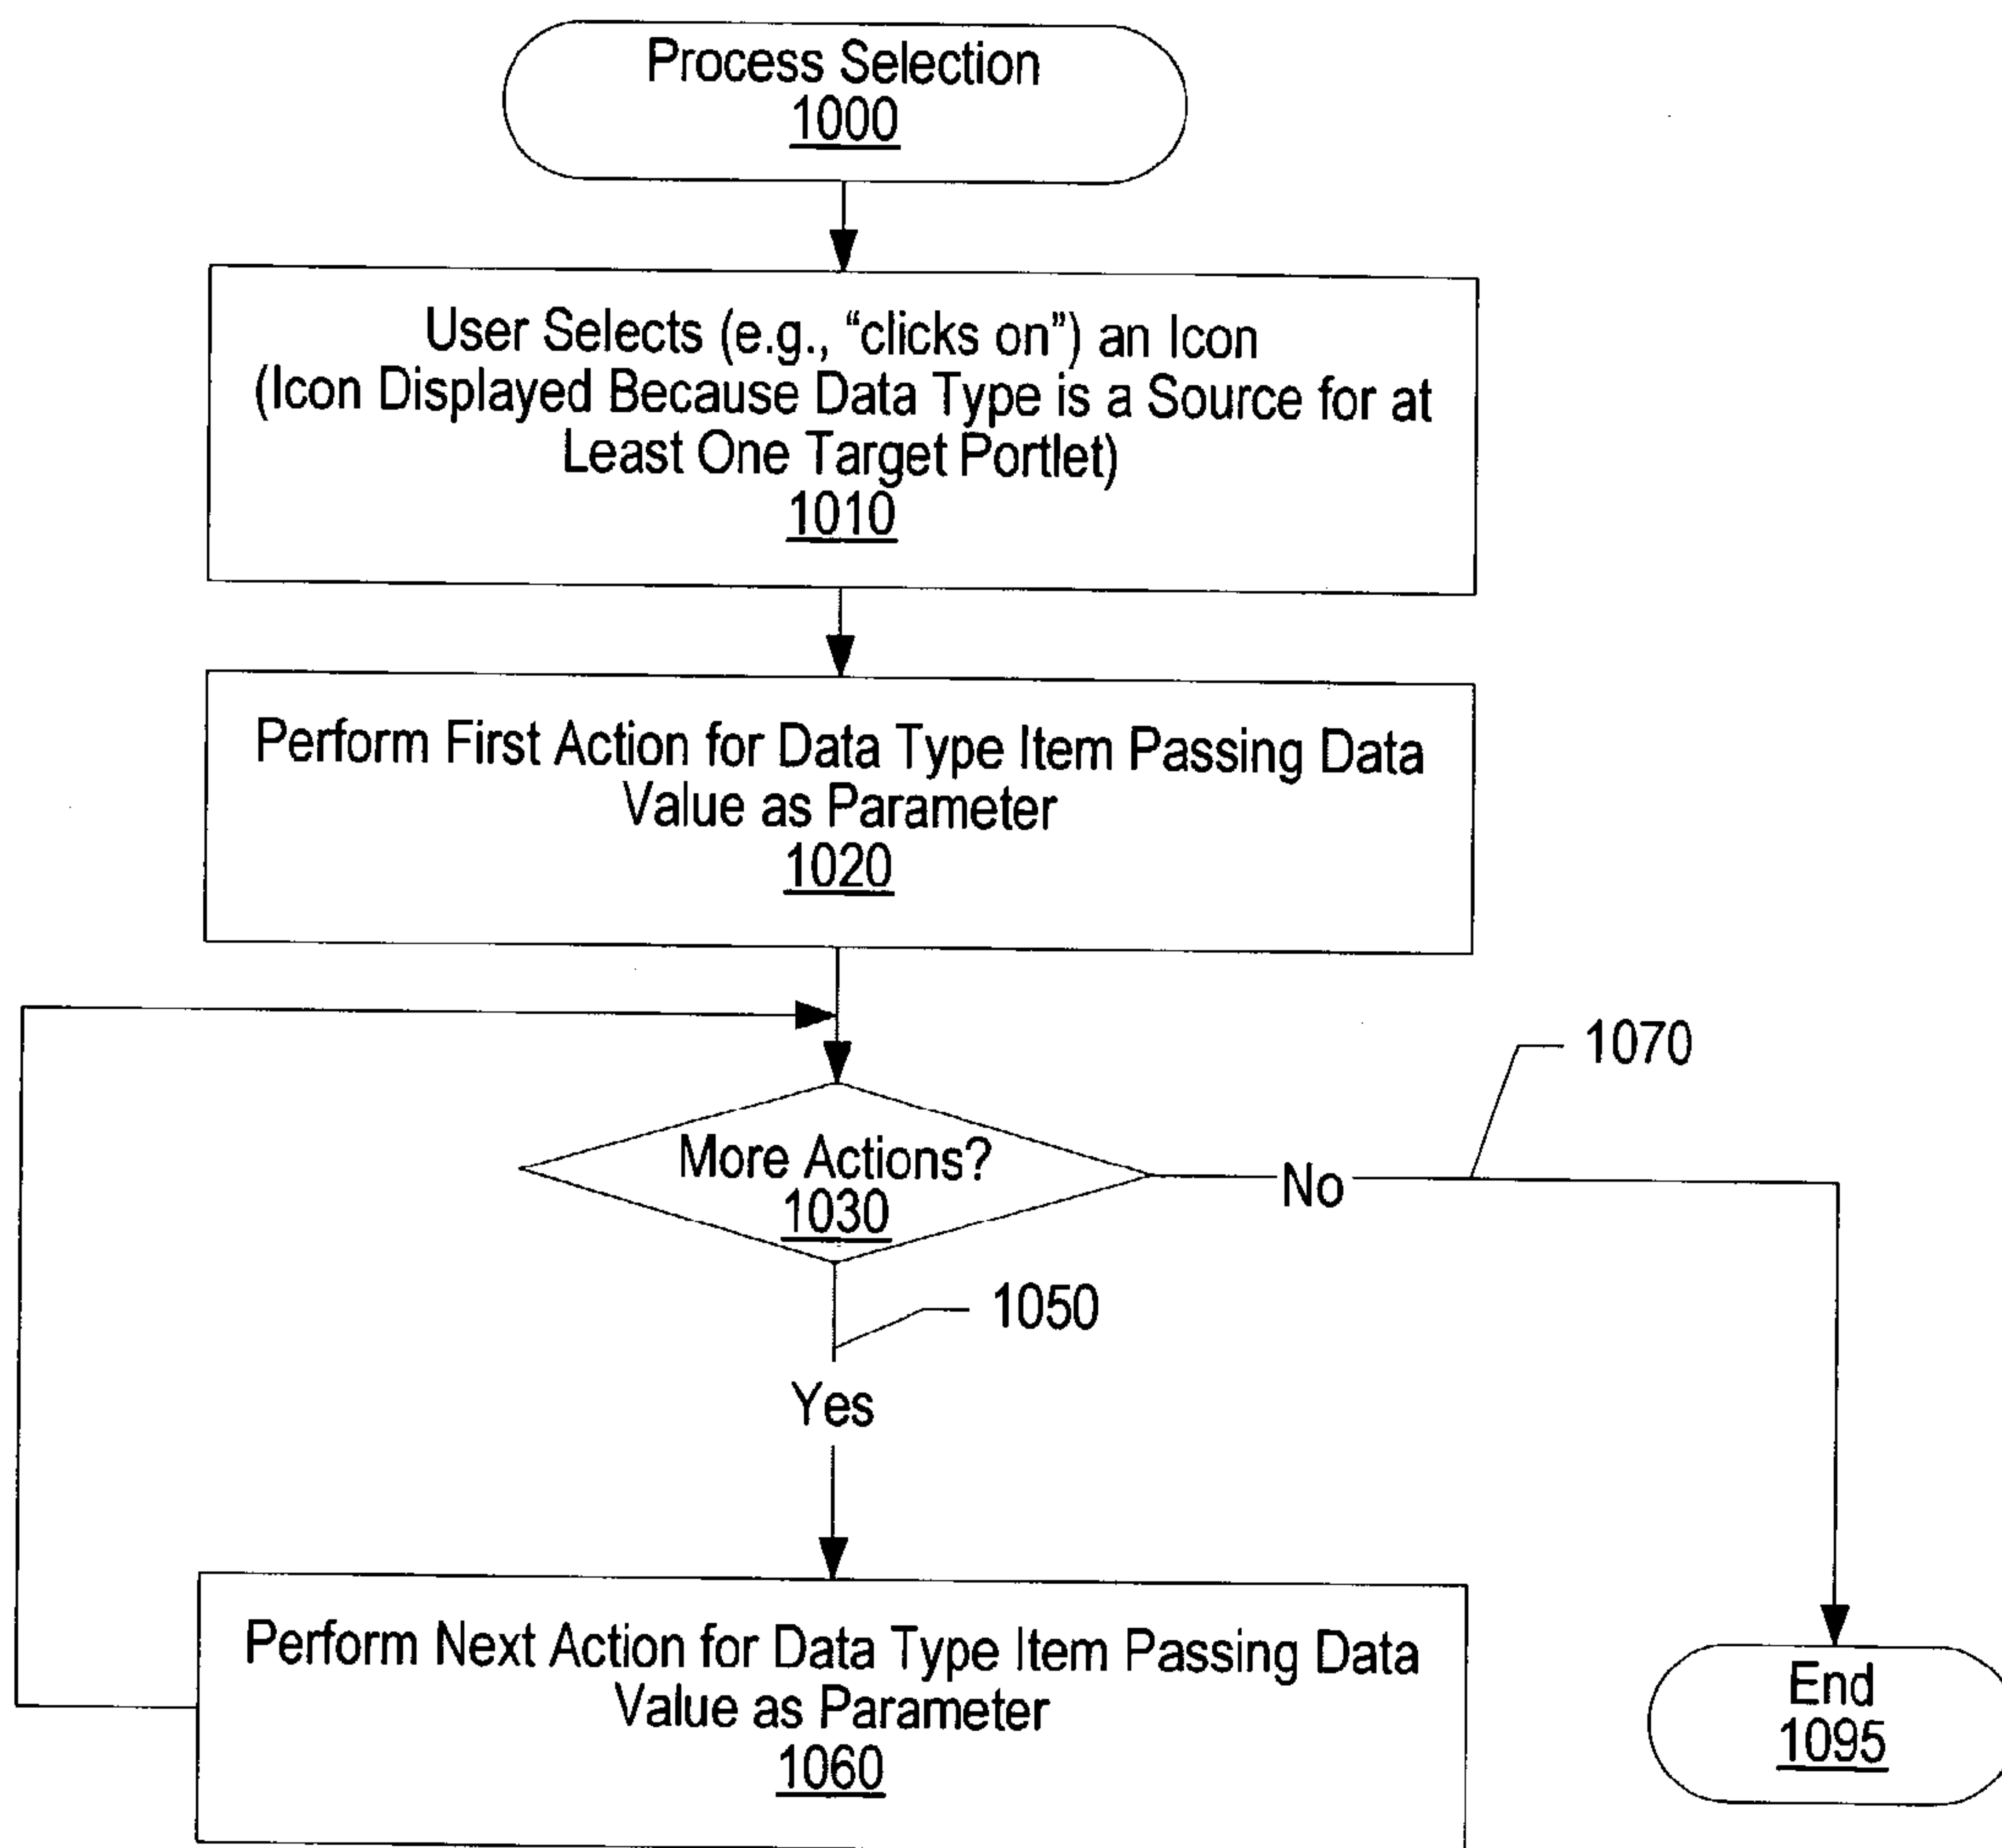 Process Selection
1000
User Selects (e.g., “clicks on”) an Icon
(Icon Displayed Because Data Type is a Source for at
Least One Target Portlet)
1010
Perform First Action for Data Type Item Passing Data
Value as Parameter
1020
1070
More Actions?
1030
No
1050
Yes
Perform Next Action for Data Type Item Passing Data
Value as Parameter
1060
End
1095